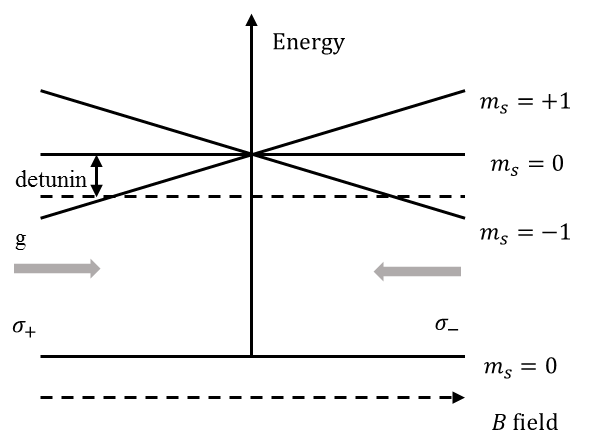 Energy
m_s = +1
m_s = 0
detunin
g
m_s = −1
σ_+
σ_−
m_s = 0
B field